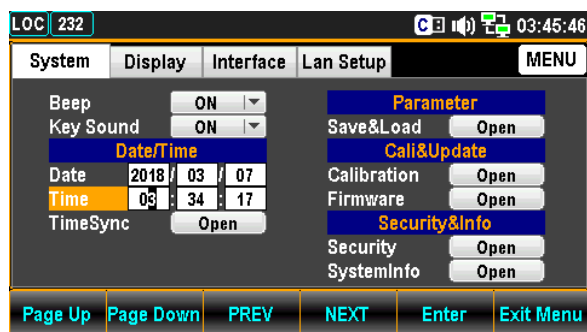 LOC 232 C 03:45:46
System Display Interface Lan Setup MENU
Beep ON
Key Sound ON
Date/Time
Date 2018 / 03 / 07
Time 03 : 34 : 17
TimeSync Open
Parameter
Save&Load Open
Cali&Update
Calibration Open
Firmware Open
Security&Info
Security Open
SystemInfo Open
Page Up Page Down PREV NEXT Enter Exit Menu